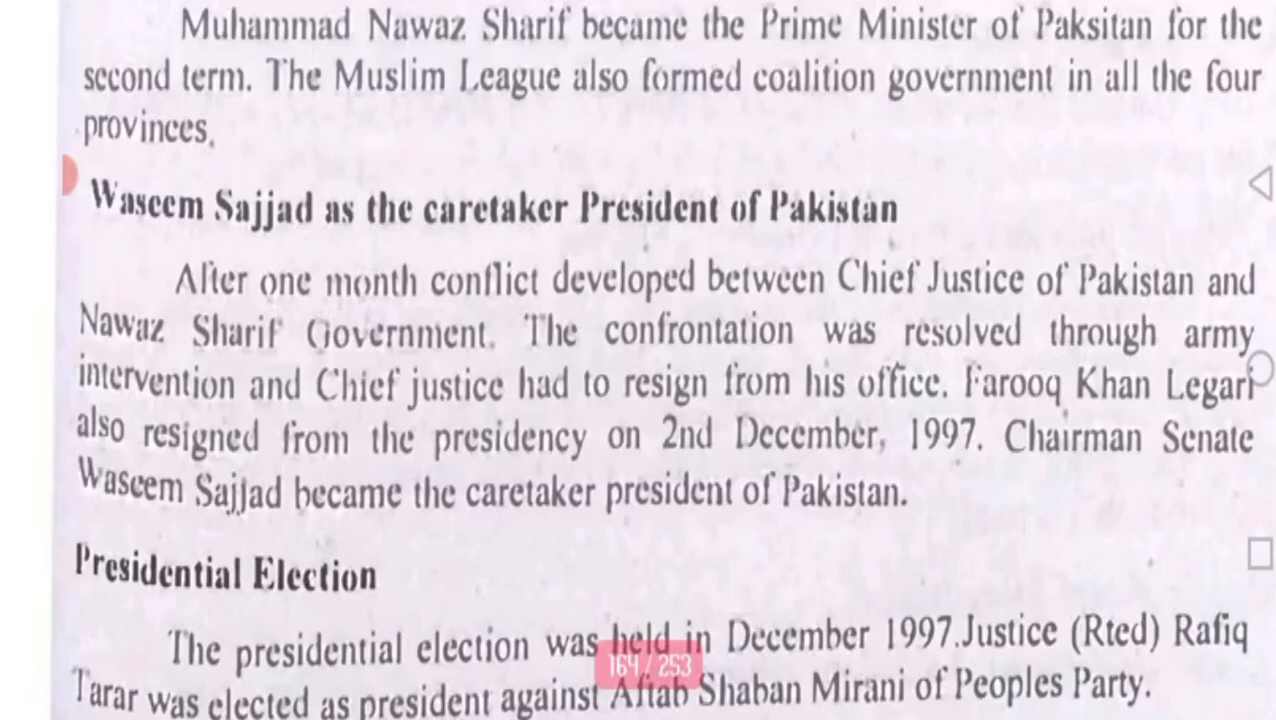 Muhammad Nawaz Sharif became the Prime Minister of Paksitan for the
second term. The Muslim League also formed coalition government in all the four
provinces.
Waseem Sajjad as the caretaker President of Pakistan
After one month conflict developed between Chief Justice of Pakistan and
Nawaz Sharif Government. The confrontation was resolved through army
intervention and Chief justice had to resign from his office. Farooq Khan Legari
also resigned from the presidency on 2nd December, 1997. Chairman Senate
Waseem Sajjad became the caretaker president of Pakistan.
Presidential Election
The presidential election was held in December 1997.Justice (Rted) Rafiq
164 / 253
Tarar was elected as president against Aftab Shaban Mirani of Peoples Party.